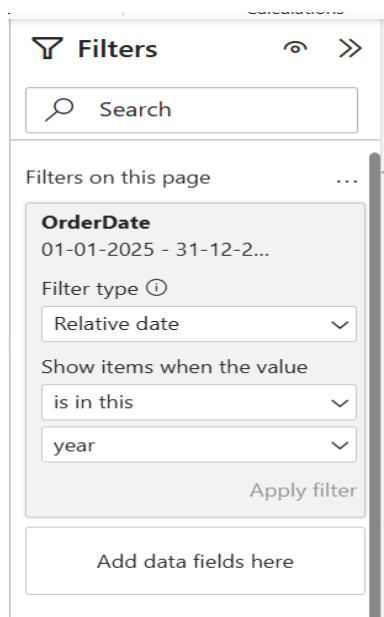 Filters
Search
Filters on this page
...
OrderDate
01-01-2025 - 31-12-2...
Filter type
Relative date
Show items when the value
is in this
year
Apply filter
Add data fields here